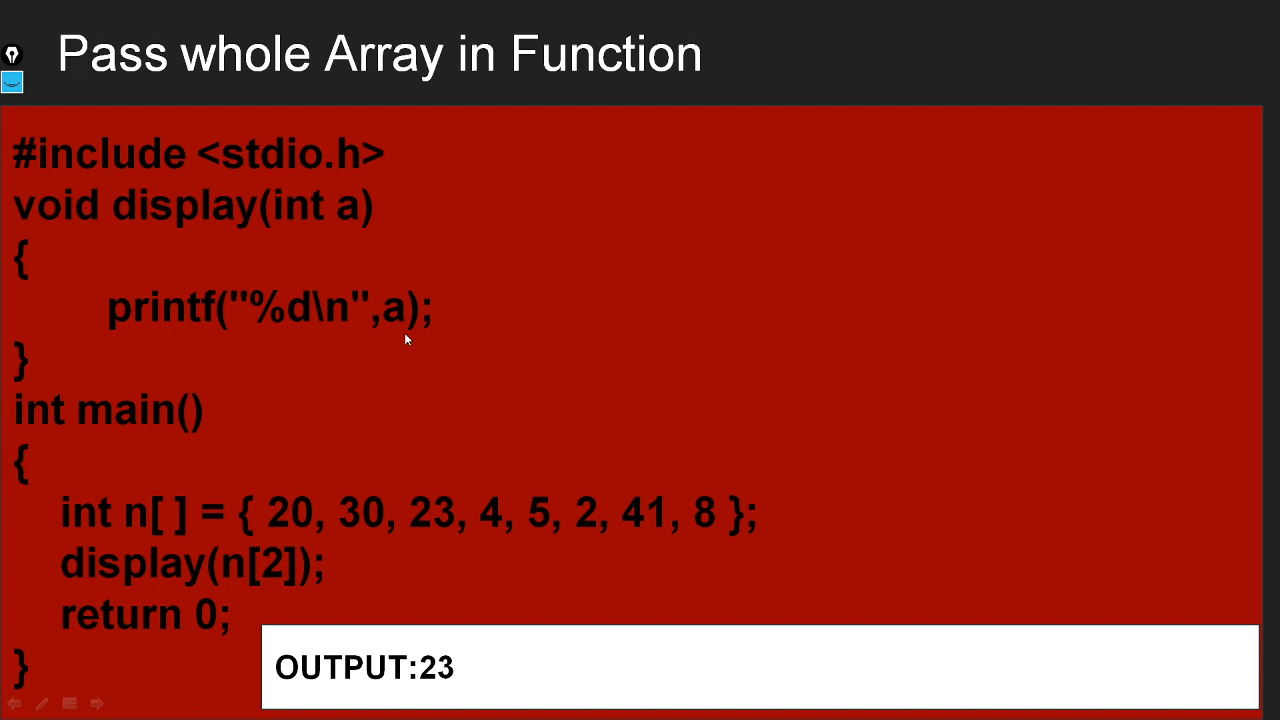 Pass whole Array in Function
#include <stdio.h>
void display(int a)
{
printf("%d\n",a);
}
int main()
{
int n[ ] = { 20, 30, 23, 4, 5, 2, 41, 8 };
display(n[2]);
return 0;
}
OUTPUT:23